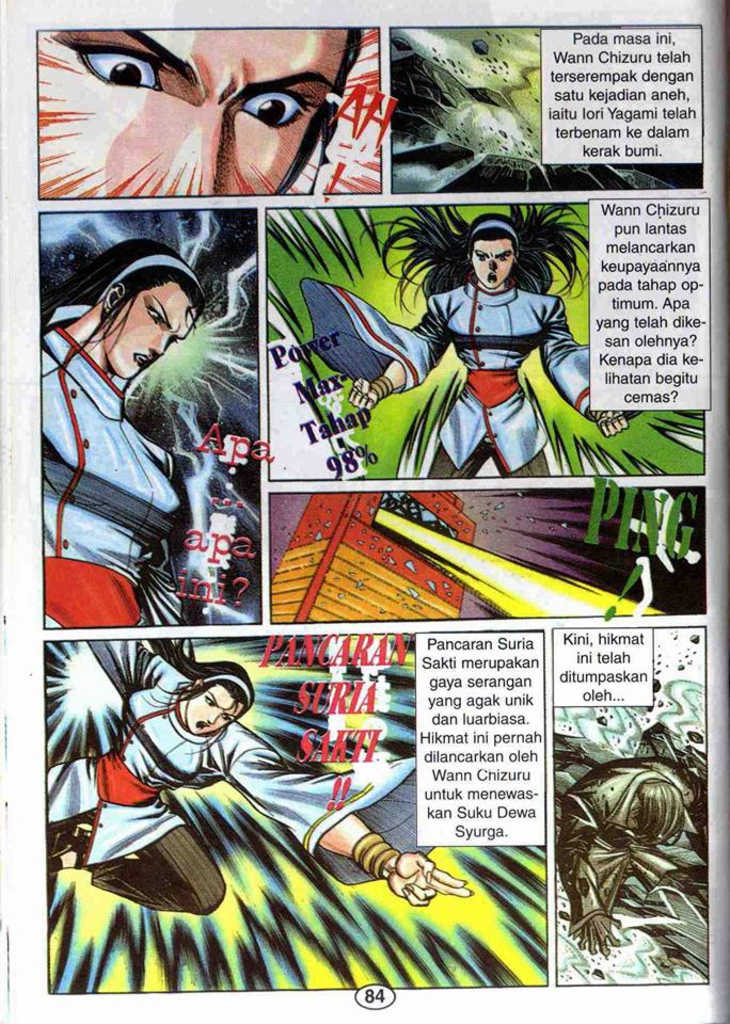 AH
!
Pada masa ini,
Wann Chizuru telah
terserempak dengan
satu kejadian aneh,
iaitu Iori Yagami telah
terbenam ke dalam
kerak bumi.
Apa
...
apa
ini?
Power
Max-
Tahap
98%
Wann Chizuru
pun lantas
melancarkan
keupayaannya
pada tahap op-
timum. Apa
yang telah dike-
san olehnya?
Kenapa dia ke-
lihatan begitu
cemas?
PING
!
PANCARAN
SURIA
SAKTI
!!
Pancaran Suria
Sakti merupakan
gaya serangan
yang agak unik
dan luarbiasa.
Hikmat ini pernah
dilancarkan oleh
Wann Chizuru
untuk menewas-
kan Suku Dewa
Syurga.
Kini, hikmat
ini telah
ditumpaskan
oleh...
84